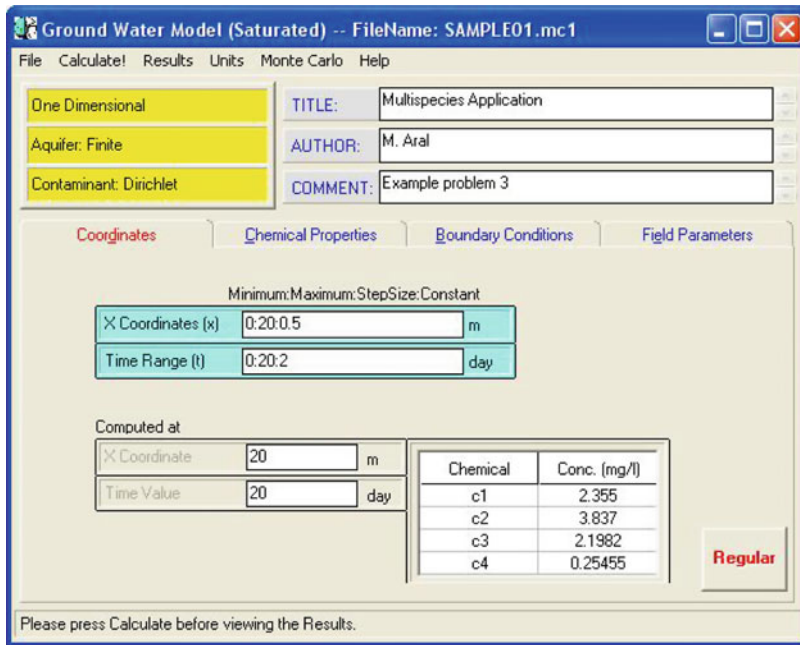 Ground Water Model (Saturated) -- FileName: SAMPLE01.mc1
File Calculate! Results Units Monte Carlo Help
One Dimensional
Aquifer: Finite
Contaminant: Dirichlet
TITLE: Multispecies Application
AUTHOR: M. Aral
COMMENT: Example problem 3
Coordinates Chemical Properties Boundary Conditions Field Parameters
Minimum:Maximum:StepSize:Constant
X Coordinates (x) 0:20:0.5 m
Time Range (t) 0:20:2 day
Computed at
X Coordinate 20 m
Time Value 20 day
Chemical Conc. (mg/l)
c1 2.355
c2 3.837
c3 2.1982
c4 0.25455
Regular
Please press Calculate before viewing the Results.